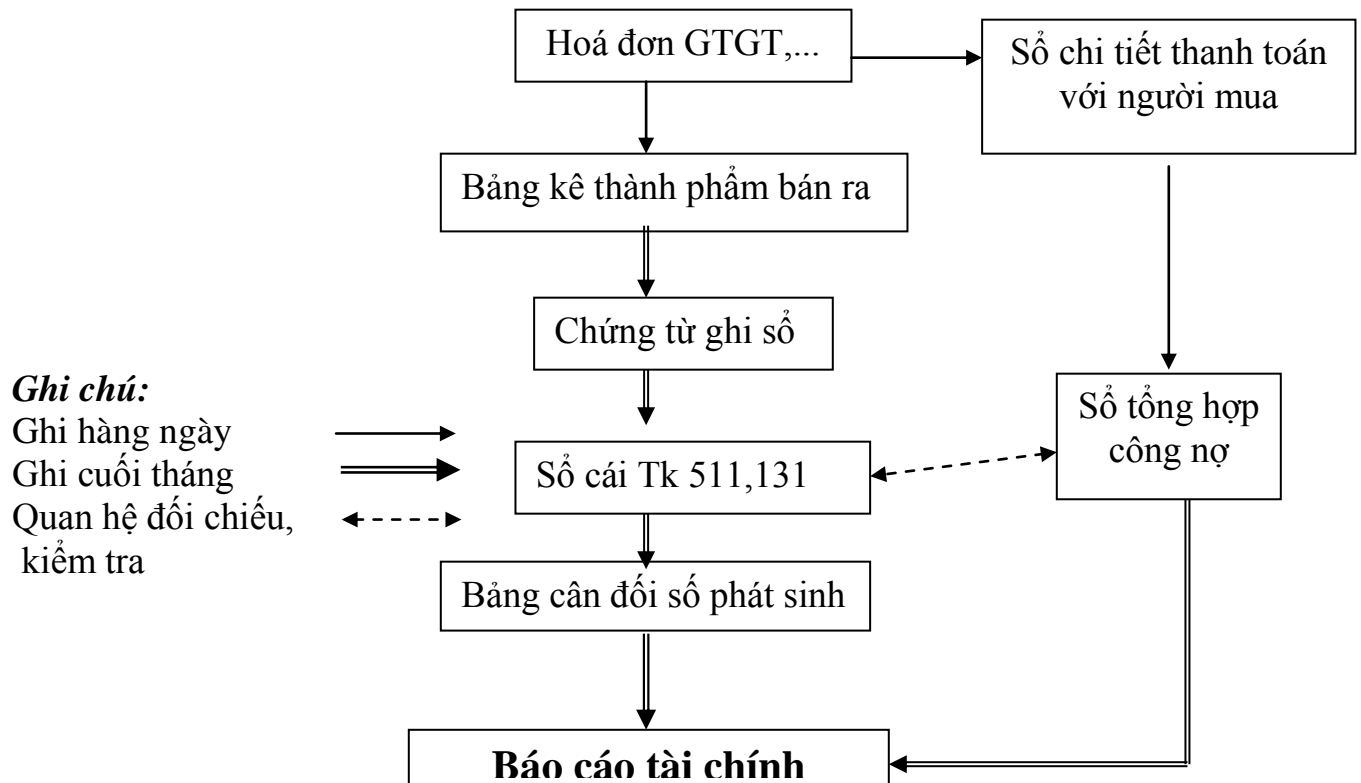 Hoá đơn GTGT,...
Sổ chi tiết thanh toán
với người mua
Bảng kê thành phẩm bán ra
Chứng từ ghi sổ
Ghi chú:
Ghi hàng ngày
Ghi cuối tháng
Quan hệ đối chiếu,
kiểm tra
Sổ tổng hợp
công nợ
Sổ cái Tk 511,131
Bảng cân đối số phát sinh
Báo cáo tài chính